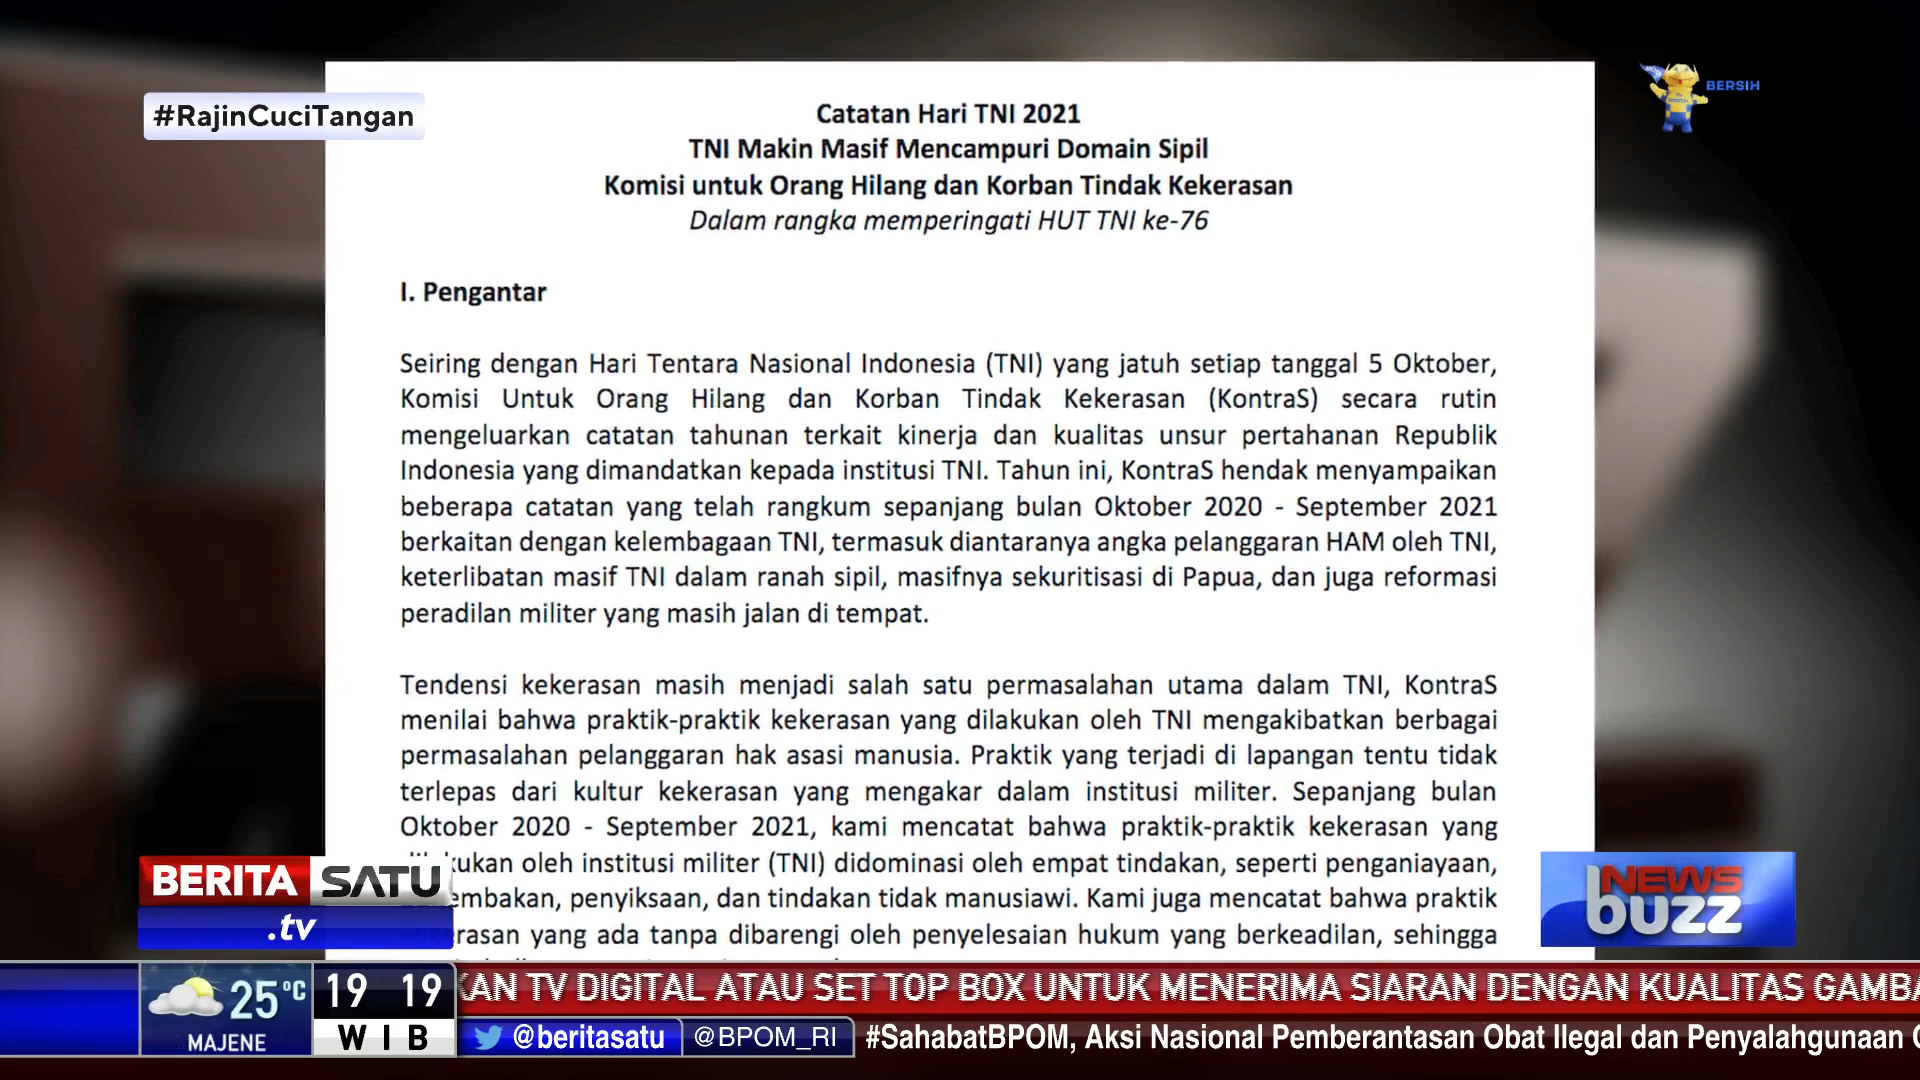 #RajinCuciTangan
BERSIH
Catatan Hari TNI 2021
TNI Makin Masif Mencampuri Domain Sipil
Komisi untuk Orang Hilang dan Korban Tindak Kekerasan
Dalam rangka memperingati HUT TNI ke-76
I. Pengantar
Seiring dengan Hari Tentara Nasional Indonesia (TNI) yang jatuh setiap tanggal 5 Oktober,
Komisi Untuk Orang Hilang dan Korban Tindak Kekerasan (KontraS) secara rutin
mengeluarkan catatan tahunan terkait kinerja dan kualitas unsur pertahanan Republik
Indonesia yang dimandatkan kepada institusi TNI. Tahun ini, KontraS hendak menyampaikan
beberapa catatan yang telah rangkum sepanjang bulan Oktober 2020 - September 2021
berkaitan dengan kelembagaan TNI, termasuk diantaranya angka pelanggaran HAM oleh TNI,
keterlibatan masif TNI dalam ranah sipil, masifnya sekuritisasi di Papua, dan juga reformasi
peradilan militer yang masih jalan di tempat.
Tendensi kekerasan masih menjadi salah satu permasalahan utama dalam TNI, KontraS
menilai bahwa praktik-praktik kekerasan yang dilakukan oleh TNI mengakibatkan berbagai
permasalahan pelanggaran hak asasi manusia. Praktik yang terjadi di lapangan tentu tidak
terlepas dari kultur kekerasan yang mengakar dalam institusi militer. Sepanjang bulan
Oktober 2020 - September 2021, kami mencatat bahwa praktik-praktik kekerasan yang
kukan oleh institusi militer (TNI) didominasi oleh empat tindakan, seperti penganiayaan,
embakan, penyiksaan, dan tindakan tidak manusiawi. Kami juga mencatat bahwa praktik
erasan yang ada tanpa dibarengi oleh penyelesaian hukum yang berkeadilan, sehingga
BERITA SATU
.tv
NEWS
buzz
25°C
MAJENE
19 19
WIB
KAN TV DIGITAL ATAU SET TOP BOX UNTUK MENERIMA SIARAN DENGAN KUALITAS GAMBA
@beritasatu
@BPOM_RI
#SahabatBPOM, Aksi Nasional Pemberantasan Obat Ilegal dan Penyalahgunaan